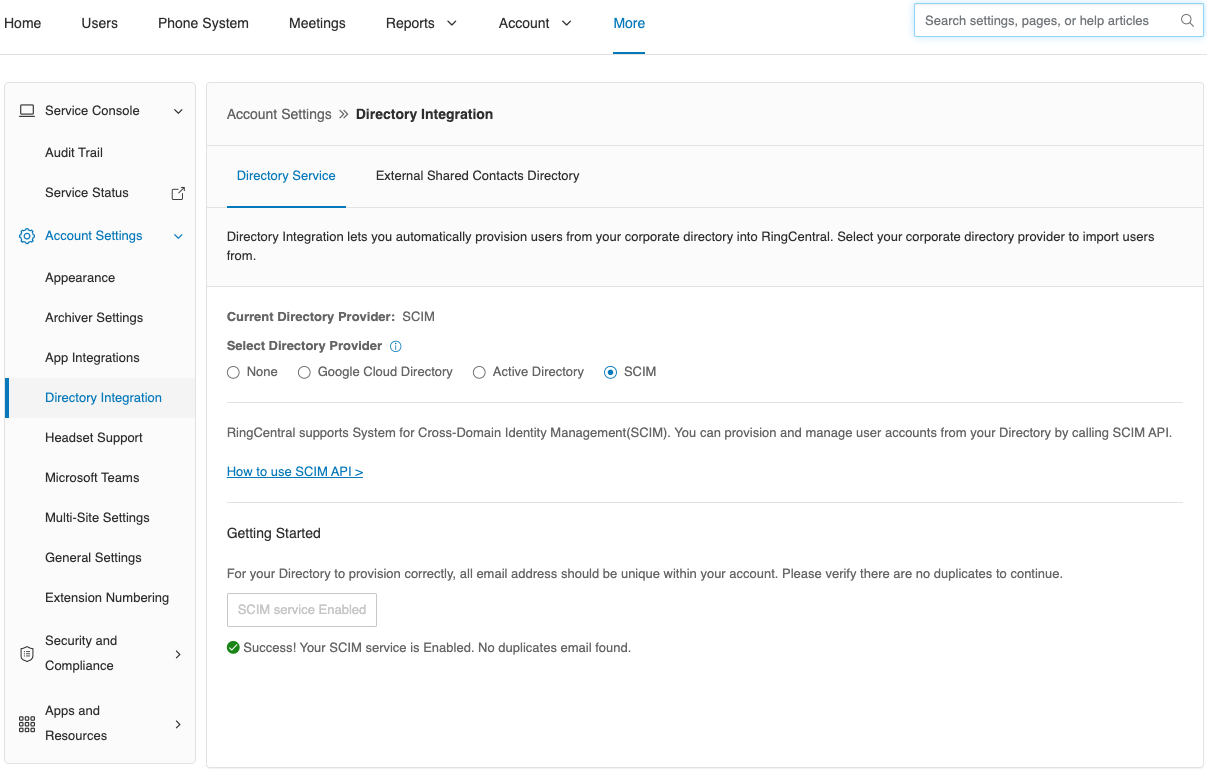 Home Users Phone System Meetings Reports Account More
Search settings, pages, or help articles
Service Console
Audit Trail
Service Status
Account Settings
Appearance
Archiver Settings
App Integrations
Directory Integration
Headset Support
Microsoft Teams
Multi-Site Settings
General Settings
Extension Numbering
Security and
Compliance
Apps and
Resources
Account Settings » Directory Integration
Directory Service External Shared Contacts Directory
Directory Integration lets you automatically provision users from your corporate directory into RingCentral. Select your corporate directory provider to import users
from.
Current Directory Provider: SCIM
Select Directory Provider
None Google Cloud Directory Active Directory SCIM
RingCentral supports System for Cross-Domain Identity Management(SCIM). You can provision and manage user accounts from your Directory by calling SCIM API.
How to use SCIM API >
Getting Started
For your Directory to provision correctly, all email address should be unique within your account. Please verify there are no duplicates to continue.
SCIM service Enabled
Success! Your SCIM service is Enabled. No duplicates email found.